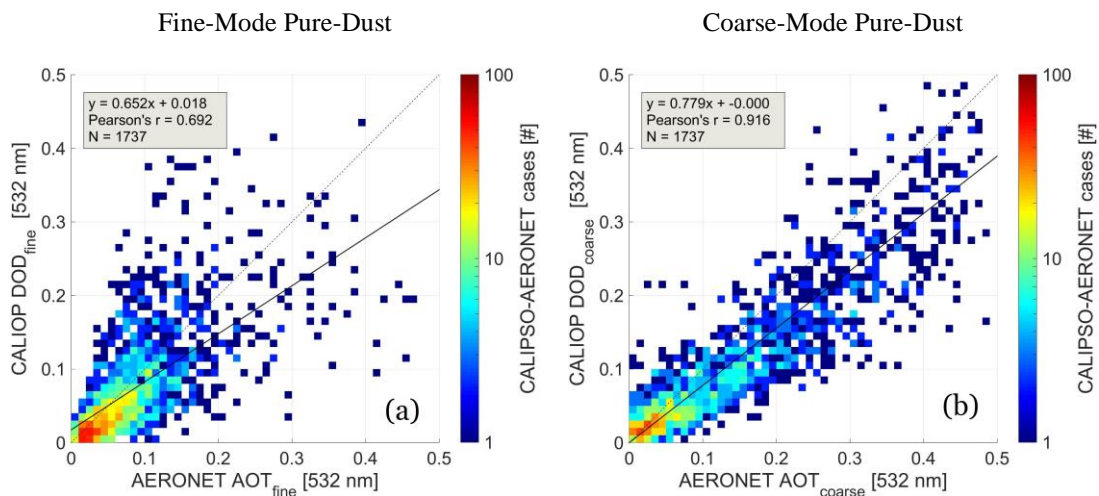 Fine-Mode Pure-Dust
Coarse-Mode Pure-Dust
0.5
0.4
0.3
0.2
0.1
0
0
0.1
0.2
0.3
0.4
0.5
CALIOP DOD_fine [532 nm]
AERONET AOT_fine [532 nm]
y = 0.652x + 0.018
Pearson's r = 0.692
N = 1737
(a)
100
10
1
CALIPSO-AERONET cases [#]
0.5
0.4
0.3
0.2
0.1
0
0
0.1
0.2
0.3
0.4
0.5
CALIOP DOD_coarse [532 nm]
AERONET AOT_coarse [532 nm]
y = 0.779x + -0.000
Pearson's r = 0.916
N = 1737
(b)
100
10
1
CALIPSO-AERONET cases [#]